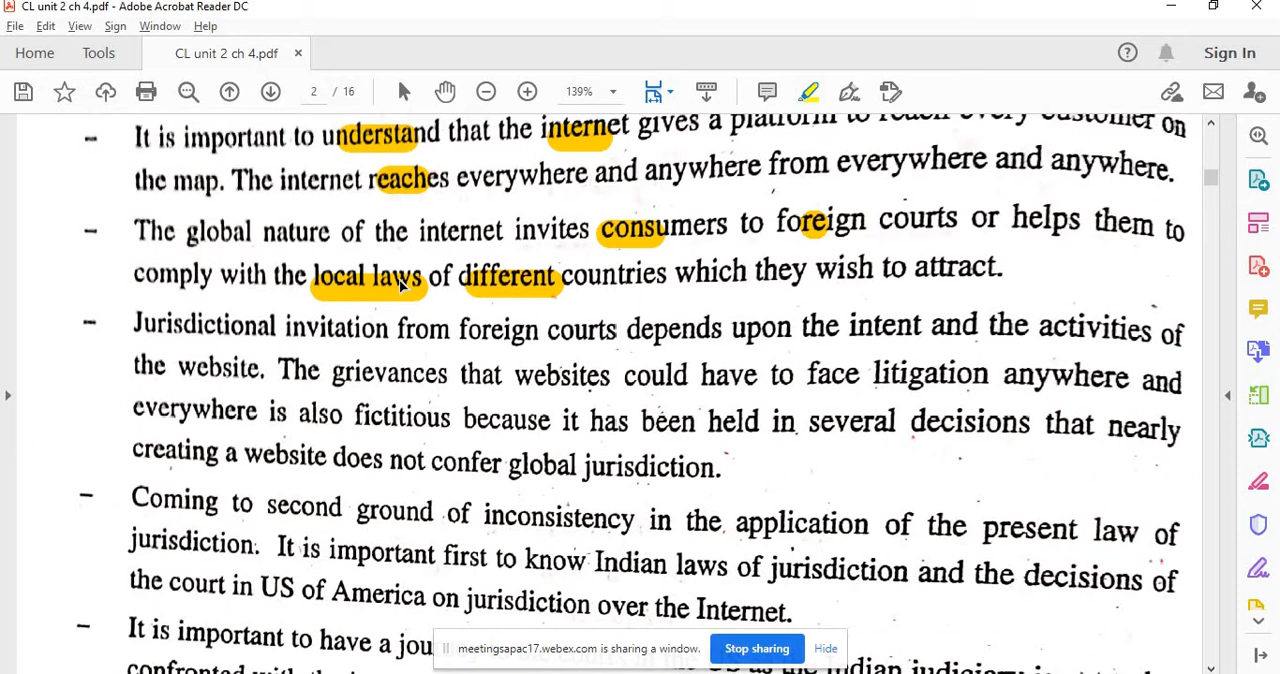 CL unit 2 ch 4.pdf - Adobe Acrobat Reader DC
File Edit View Sign Window Help
Home Tools CL unit 2 ch 4.pdf × Sign In
2 / 16 139%
- It is important to understand that the internet gives a platform to reach every customer on
the map. The internet reaches everywhere and anywhere from everywhere and anywhere.
- The global nature of the internet invites consumers to foreign courts or helps them to
comply with the local laws of different countries which they wish to attract.
- Jurisdictional invitation from foreign courts depends upon the intent and the activities of
the website. The grievances that websites could have to face litigation anywhere and
everywhere is also fictitious because it has been held in several decisions that nearly
creating a website does not confer global jurisdiction.
- Coming to second ground of inconsistency in the application of the present law of
jurisdiction. It is important first to know Indian laws of jurisdiction and the decisions of
the court in US of America on jurisdiction over the Internet.
- It is important to have a jou
meetingsapac17.webex.com is sharing a window. Stop sharing Hide
confronted with the Indian judiciary is